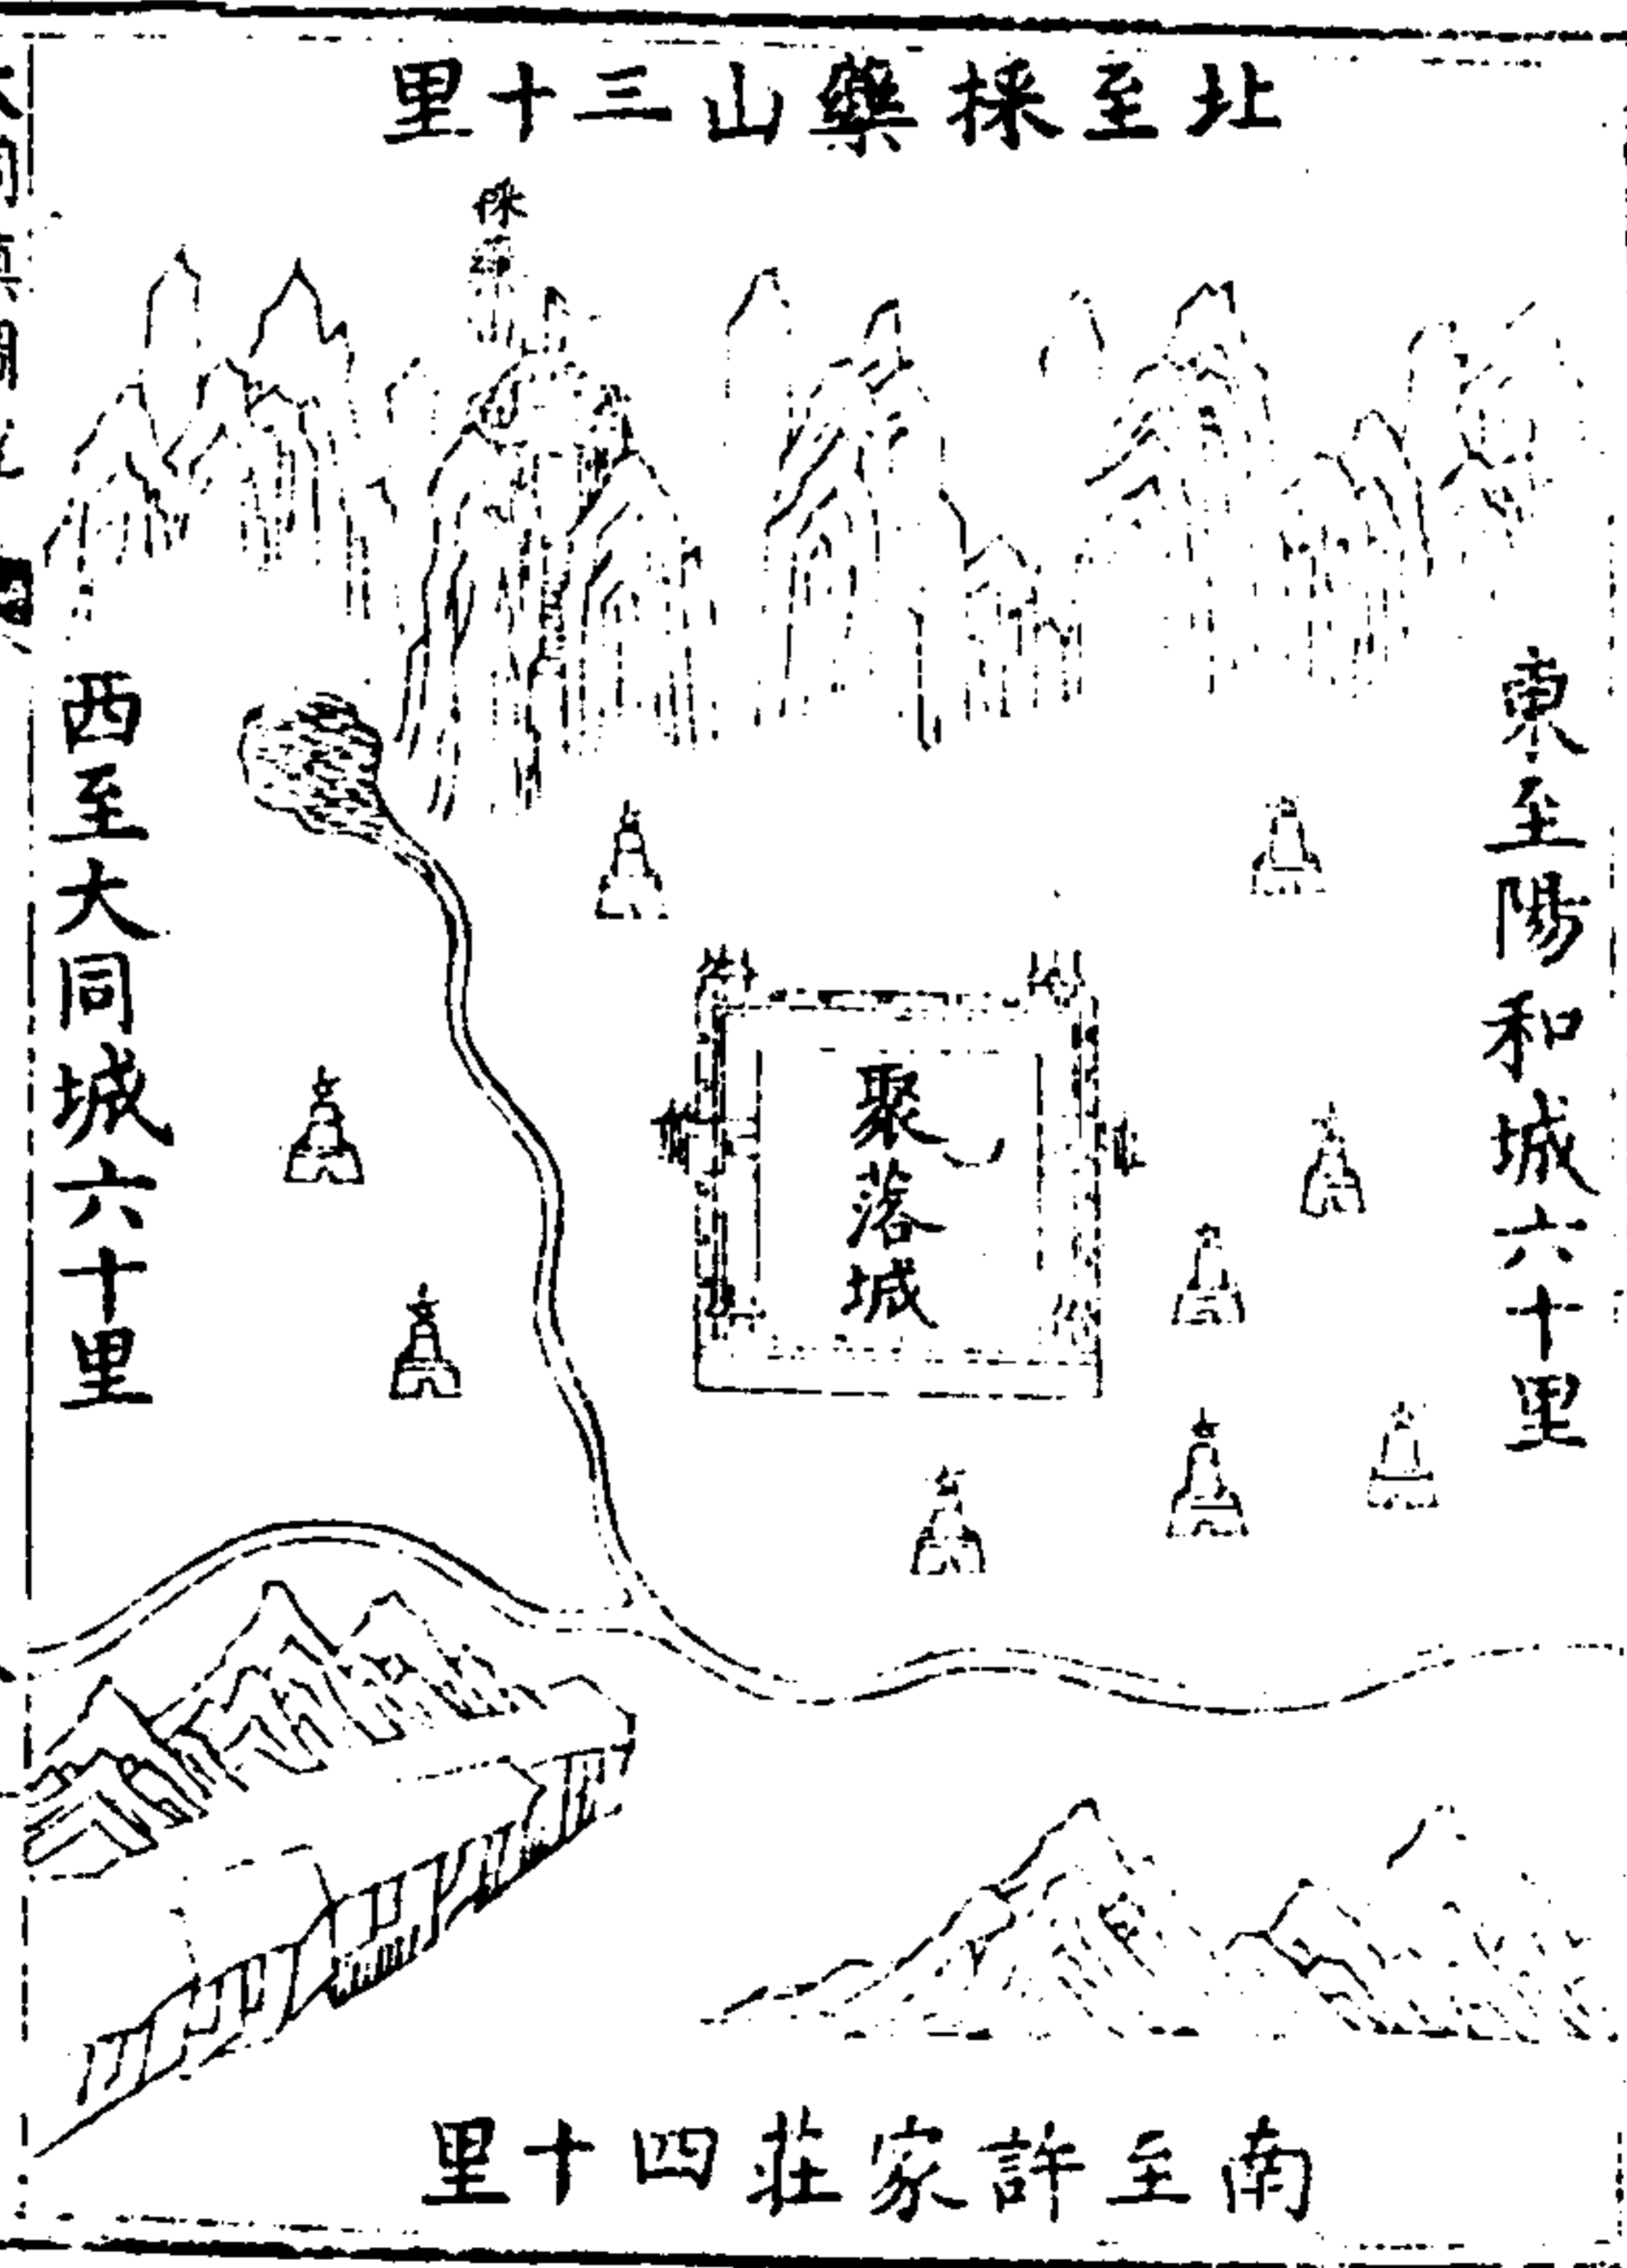 北至採藥山三十里
東至陽和城六十里
聚落城
西至大同城六十里
南至許家莊四十里
採